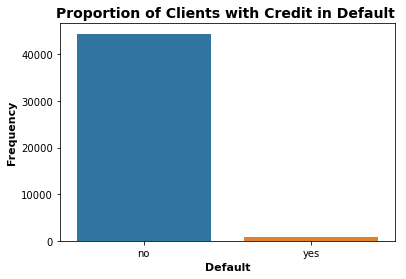 Proportion of Clients with Credit in Default
40000
30000
20000
10000
0
Frequency
no
yes
Default